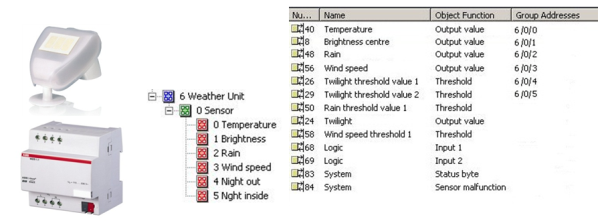 ABB
6 Weather Unit
0 Sensor
0 Temperature
1 Brightness
2 Rain
3 Wind speed
4 Night out
5 Nght inside
Nu... Name Object Function Group Addresses
40 Temperature Output value 6/0/0
8 Brightness centre Output value 6/0/1
48 Rain Output value 6/0/2
56 Wind speed Output value 6/0/3
26 Twilight threshold value 1 Threshold 6/0/4
29 Twilight threshold value 2 Threshold 6/0/5
50 Rain threshold value 1 Threshold
24 Twilight Output value
58 Wind speed threshold 1 Threshold
68 Logic Input 1
69 Logic Input 2
83 System Status byte
84 System Sensor malfunction